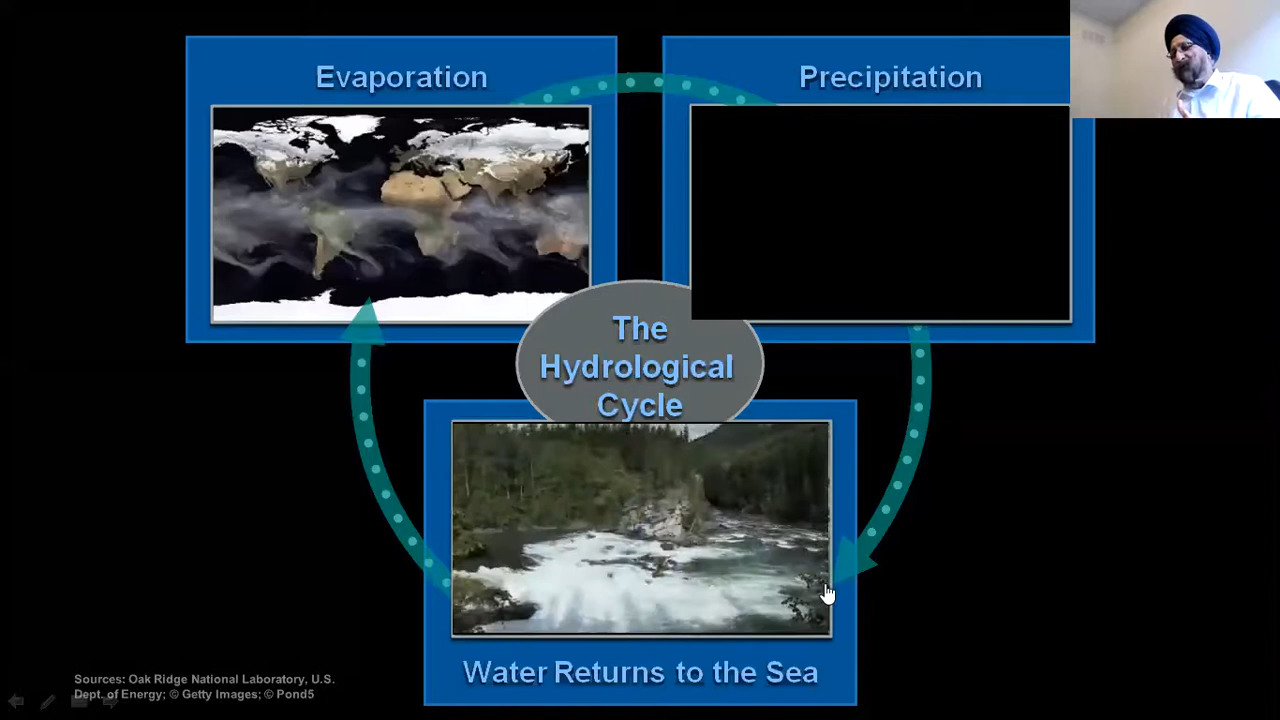 Evaporation
Precipitation
The
Hydrological
Cycle
Water Returns to the Sea
Sources: Oak Ridge National Laboratory, U.S.
Dept. of Energy; © Getty Images; © Pond5